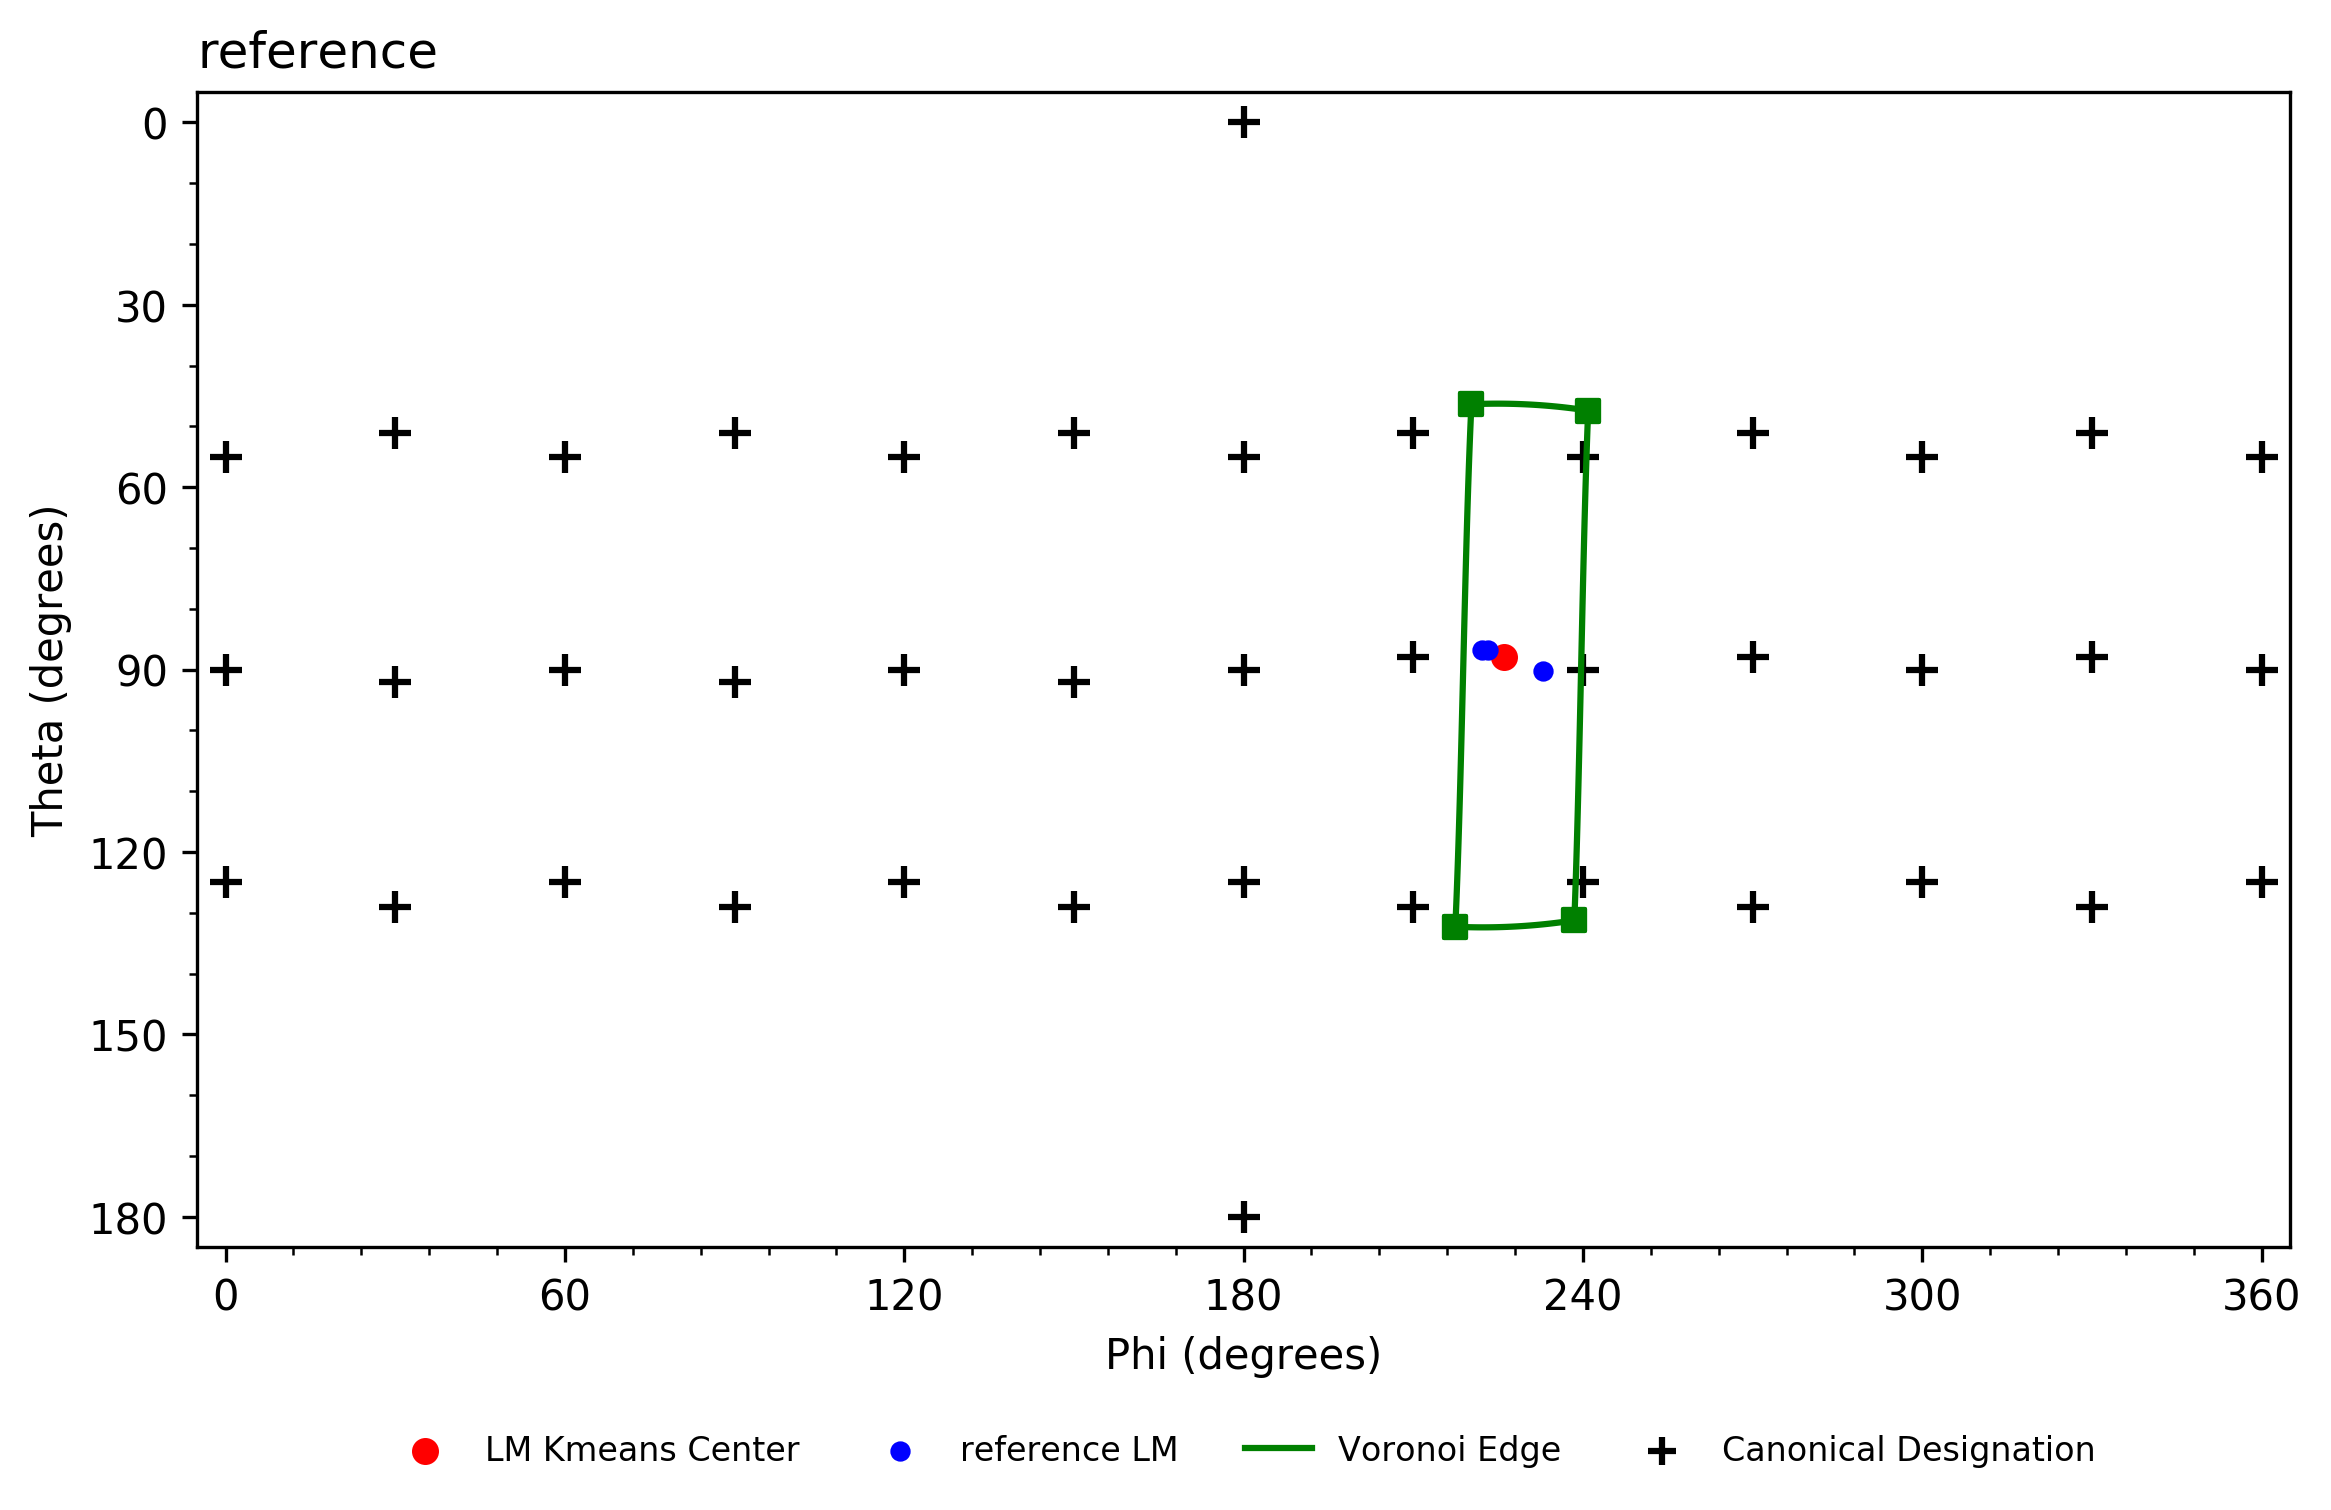 reference
0
30
60
90
120
150
180
Theta (degrees)
0 60 120 180 240 300 360
Phi (degrees)
LM Kmeans Center reference LM Voronoi Edge Canonical Designation